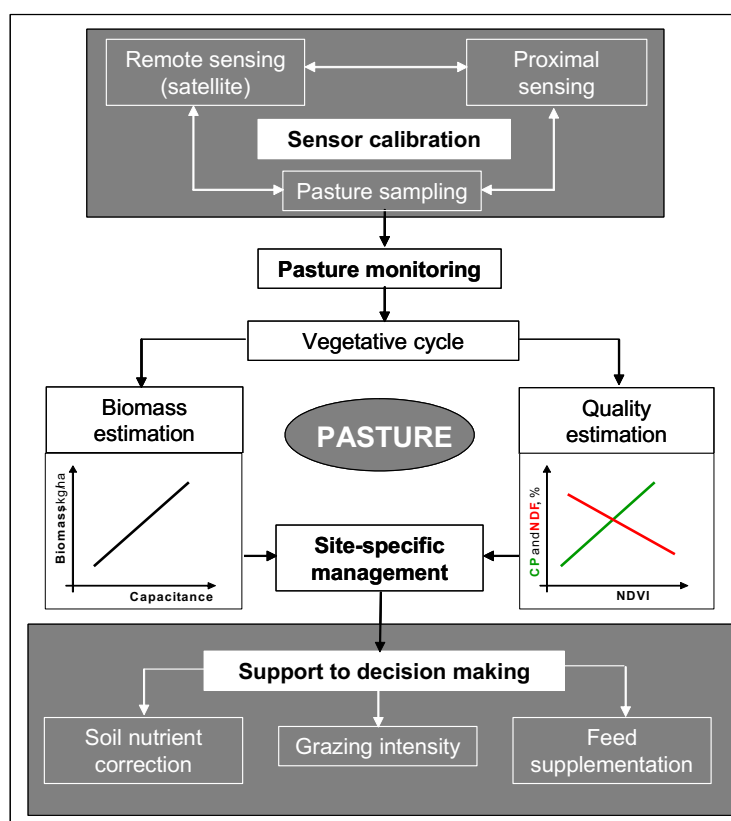 Remote sensing
(satellite)
Proximal
sensing
Sensor calibration
Pasture sampling
Pasture monitoring
Vegetative cycle
Biomass
estimation
PASTURE
Quality
estimation
Biomass, kg/ha
Capacitance
Site-specific
management
CP and NDF, %
NDVI
Support to decision making
Soil nutrient
correction
Grazing intensity
Feed
supplementation